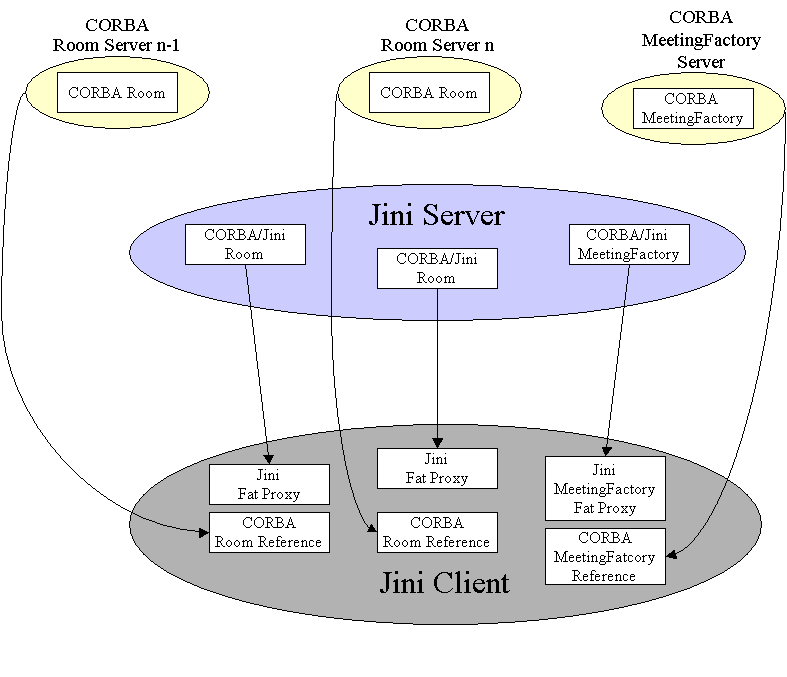 CORBA
Room Server n-1
CORBA
Room Server n
CORBA
MeetingFactory
Server
CORBA Room
CORBA Room
CORBA
MeetingFactory
Jini Server
CORBA/Jini
Room
CORBA/Jini
Room
CORBA/Jini
MeetingFactory
Jini
Fat Proxy
Jini
Fat Proxy
Jini
MeetingFactory
Fat Proxy
CORBA
Room Reference
CORBA
Room Reference
CORBA
MeetingFatcory
Reference
Jini Client